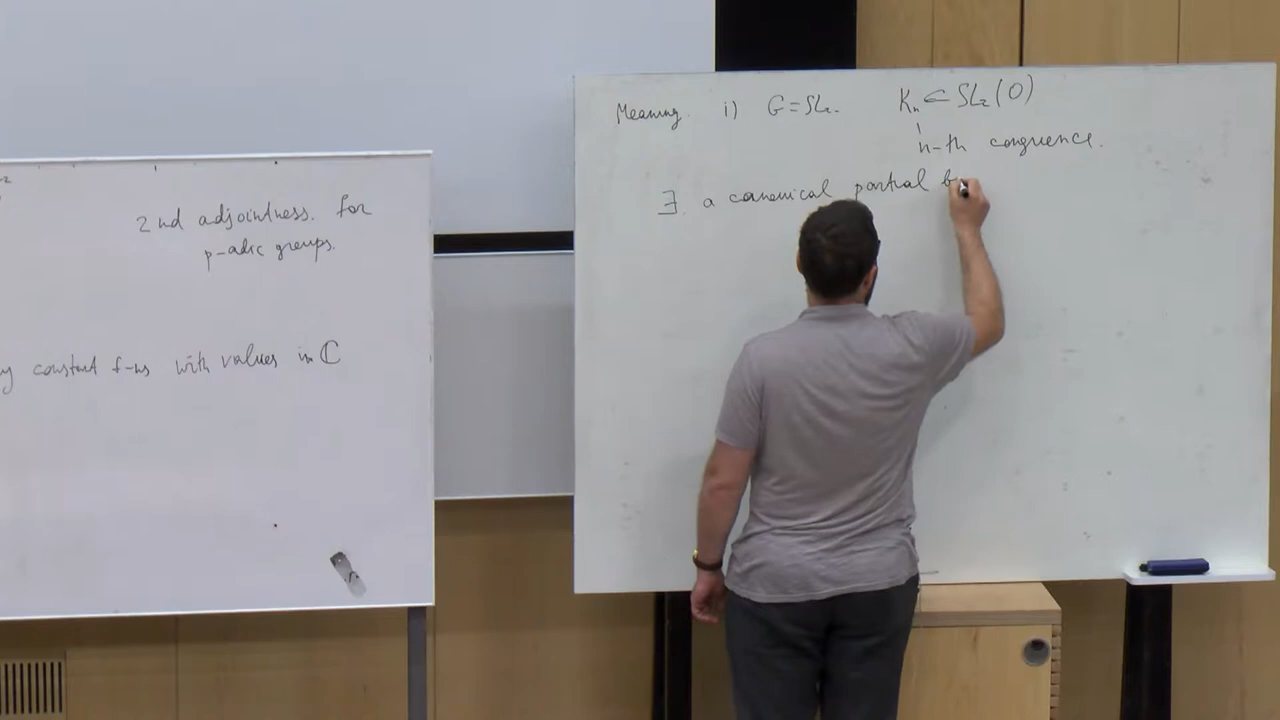 2nd adjointness. for
p-adic groups.
constant f-ns with values in ℂ
Meaning. i) G=SL₂. Kₙ ⊂ SL₂(O)
n-th congruence.
∃. a canonical partial